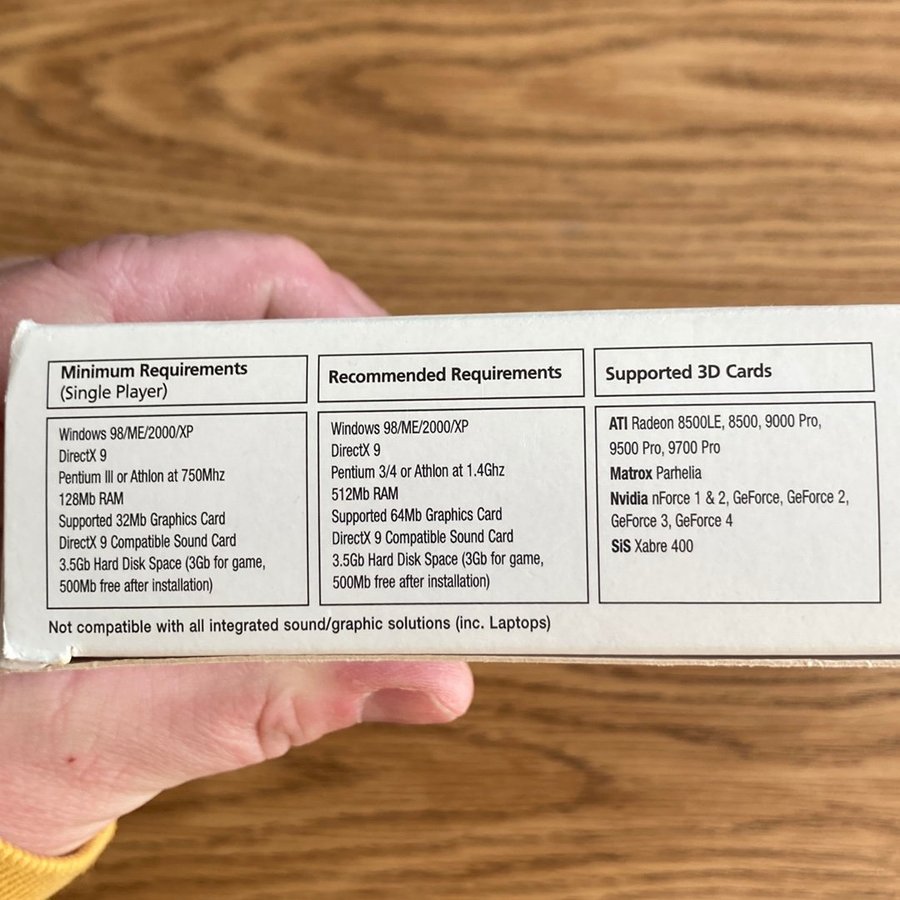 Minimum Requirements
(Single Player)
Windows 98/ME/2000/XP
DirectX 9
Pentium III or Athlon at 750Mhz
128Mb RAM
Supported 32Mb Graphics Card
DirectX 9 Compatible Sound Card
3.5Gb Hard Disk Space (3Gb for game,
500Mb free after installation)
Recommended Requirements
Windows 98/ME/2000/XP
DirectX 9
Pentium 3/4 or Athlon at 1.4Ghz
512Mb RAM
Supported 64Mb Graphics Card
DirectX 9 Compatible Sound Card
3.5Gb Hard Disk Space (3Gb for game,
500Mb free after installation)
Supported 3D Cards
ATI Radeon 8500LE, 8500, 9000 Pro,
9500 Pro, 9700 Pro
Matrox Parhelia
Nvidia nForce 1 & 2, GeForce, GeForce 2,
GeForce 3, GeForce 4
SiS Xabre 400
Not compatible with all integrated sound/graphic solutions (inc. Laptops)